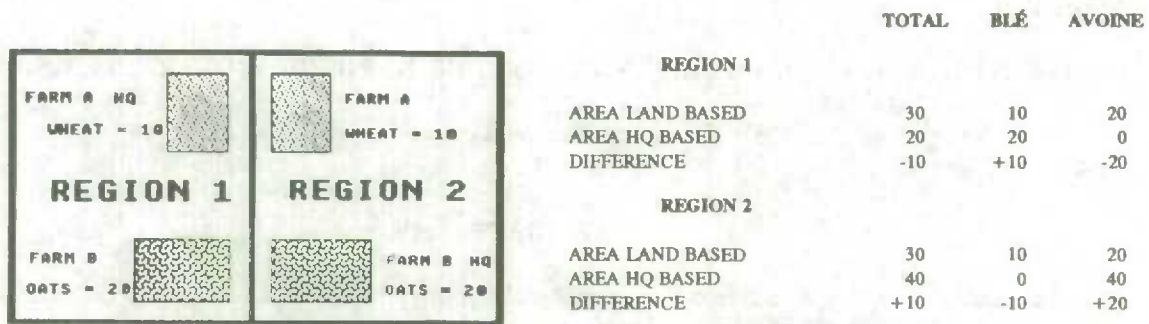 FARM A HQ
WHEAT = 10
FARM A
WHEAT = 10
REGION 1
REGION 2
FARM B
OATS = 20
FARM B HQ
OATS = 20
TOTAL BLÉ AVOINE
REGION 1
AREA LAND BASED 30 10 20
AREA HQ BASED 20 20 0
DIFFERENCE -10 +10 -20
REGION 2
AREA LAND BASED 30 10 20
AREA HQ BASED 40 0 40
DIFFERENCE +10 -10 +20